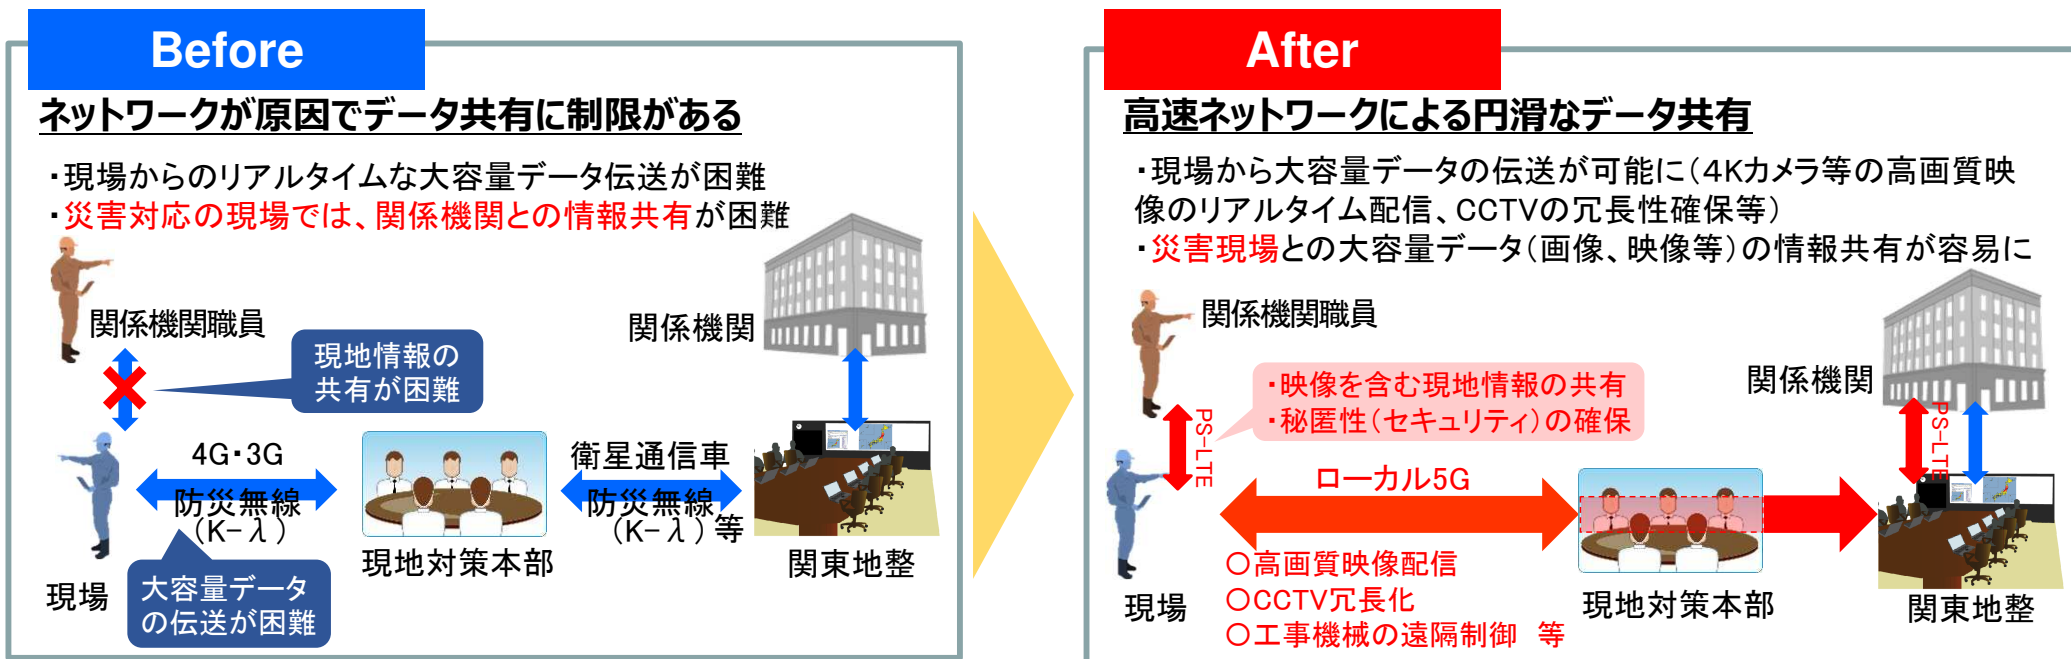 Before
ネットワークが原因でデータ共有に制限がある
・現場からのリアルタイムな大容量データ伝送が困難
・災害対応の現場では、関係機関との情報共有が困難
関係機関職員
現地情報の
共有が困難
関係機関
4G・3G
防災無線
(K-λ)
衛星通信車
防災無線
(K-λ)等
現場
大容量データ
の伝送が困難
現地対策本部
関東地整
After
高速ネットワークによる円滑なデータ共有
・現場から大容量データの伝送が可能に(4Kカメラ等の高画質映
像のリアルタイム配信、CCTVの冗長性確保等)
・災害現場との大容量データ(画像、映像等)の情報共有が容易に
関係機関職員
・映像を含む現地情報の共有
・秘匿性(セキュリティ)の確保
関係機関
PS-LTE
PS-LTE
ローカル5G
○高画質映像配信
○CCTV冗長化
○工事機械の遠隔制御 等
現場
現地対策本部
関東地整